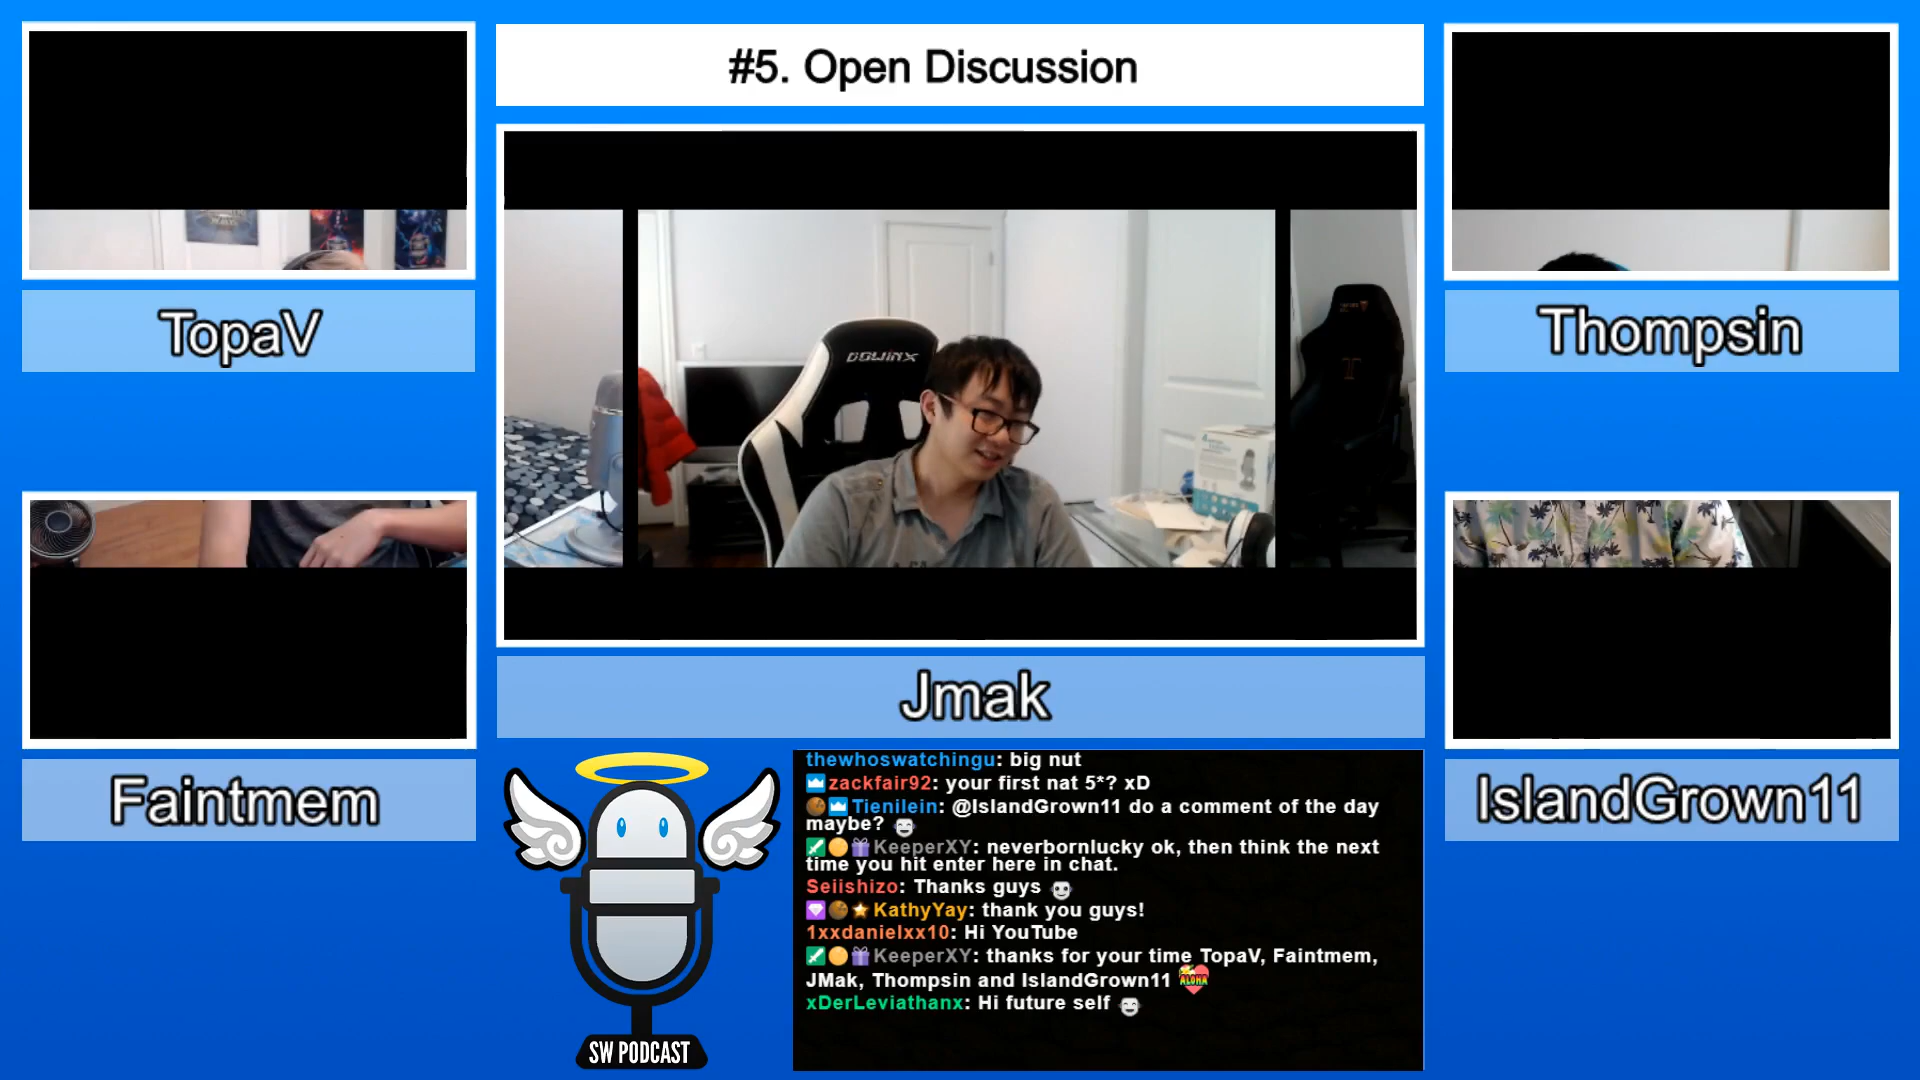 #5. Open Discussion
TopaV
Thompsin
DOWINX
Jmak
Faintmem
IslandGrown11
thewhoswatchingu: big nut
zackfair92: your first nat 5*? xD
Tienilein: @IslandGrown11 do a comment of the day
maybe?
KeeperXY: neverbornlucky ok, then think the next
time you hit enter here in chat.
Seiishizo: Thanks guys
KathyYay: thank you guys!
1xxdanielxx10: Hi YouTube
KeeperXY: thanks for your time TopaV, Faintmem,
JMak, Thompsin and IslandGrown11
ALOHA
xDerLeviathanx: Hi future self
SW PODCAST